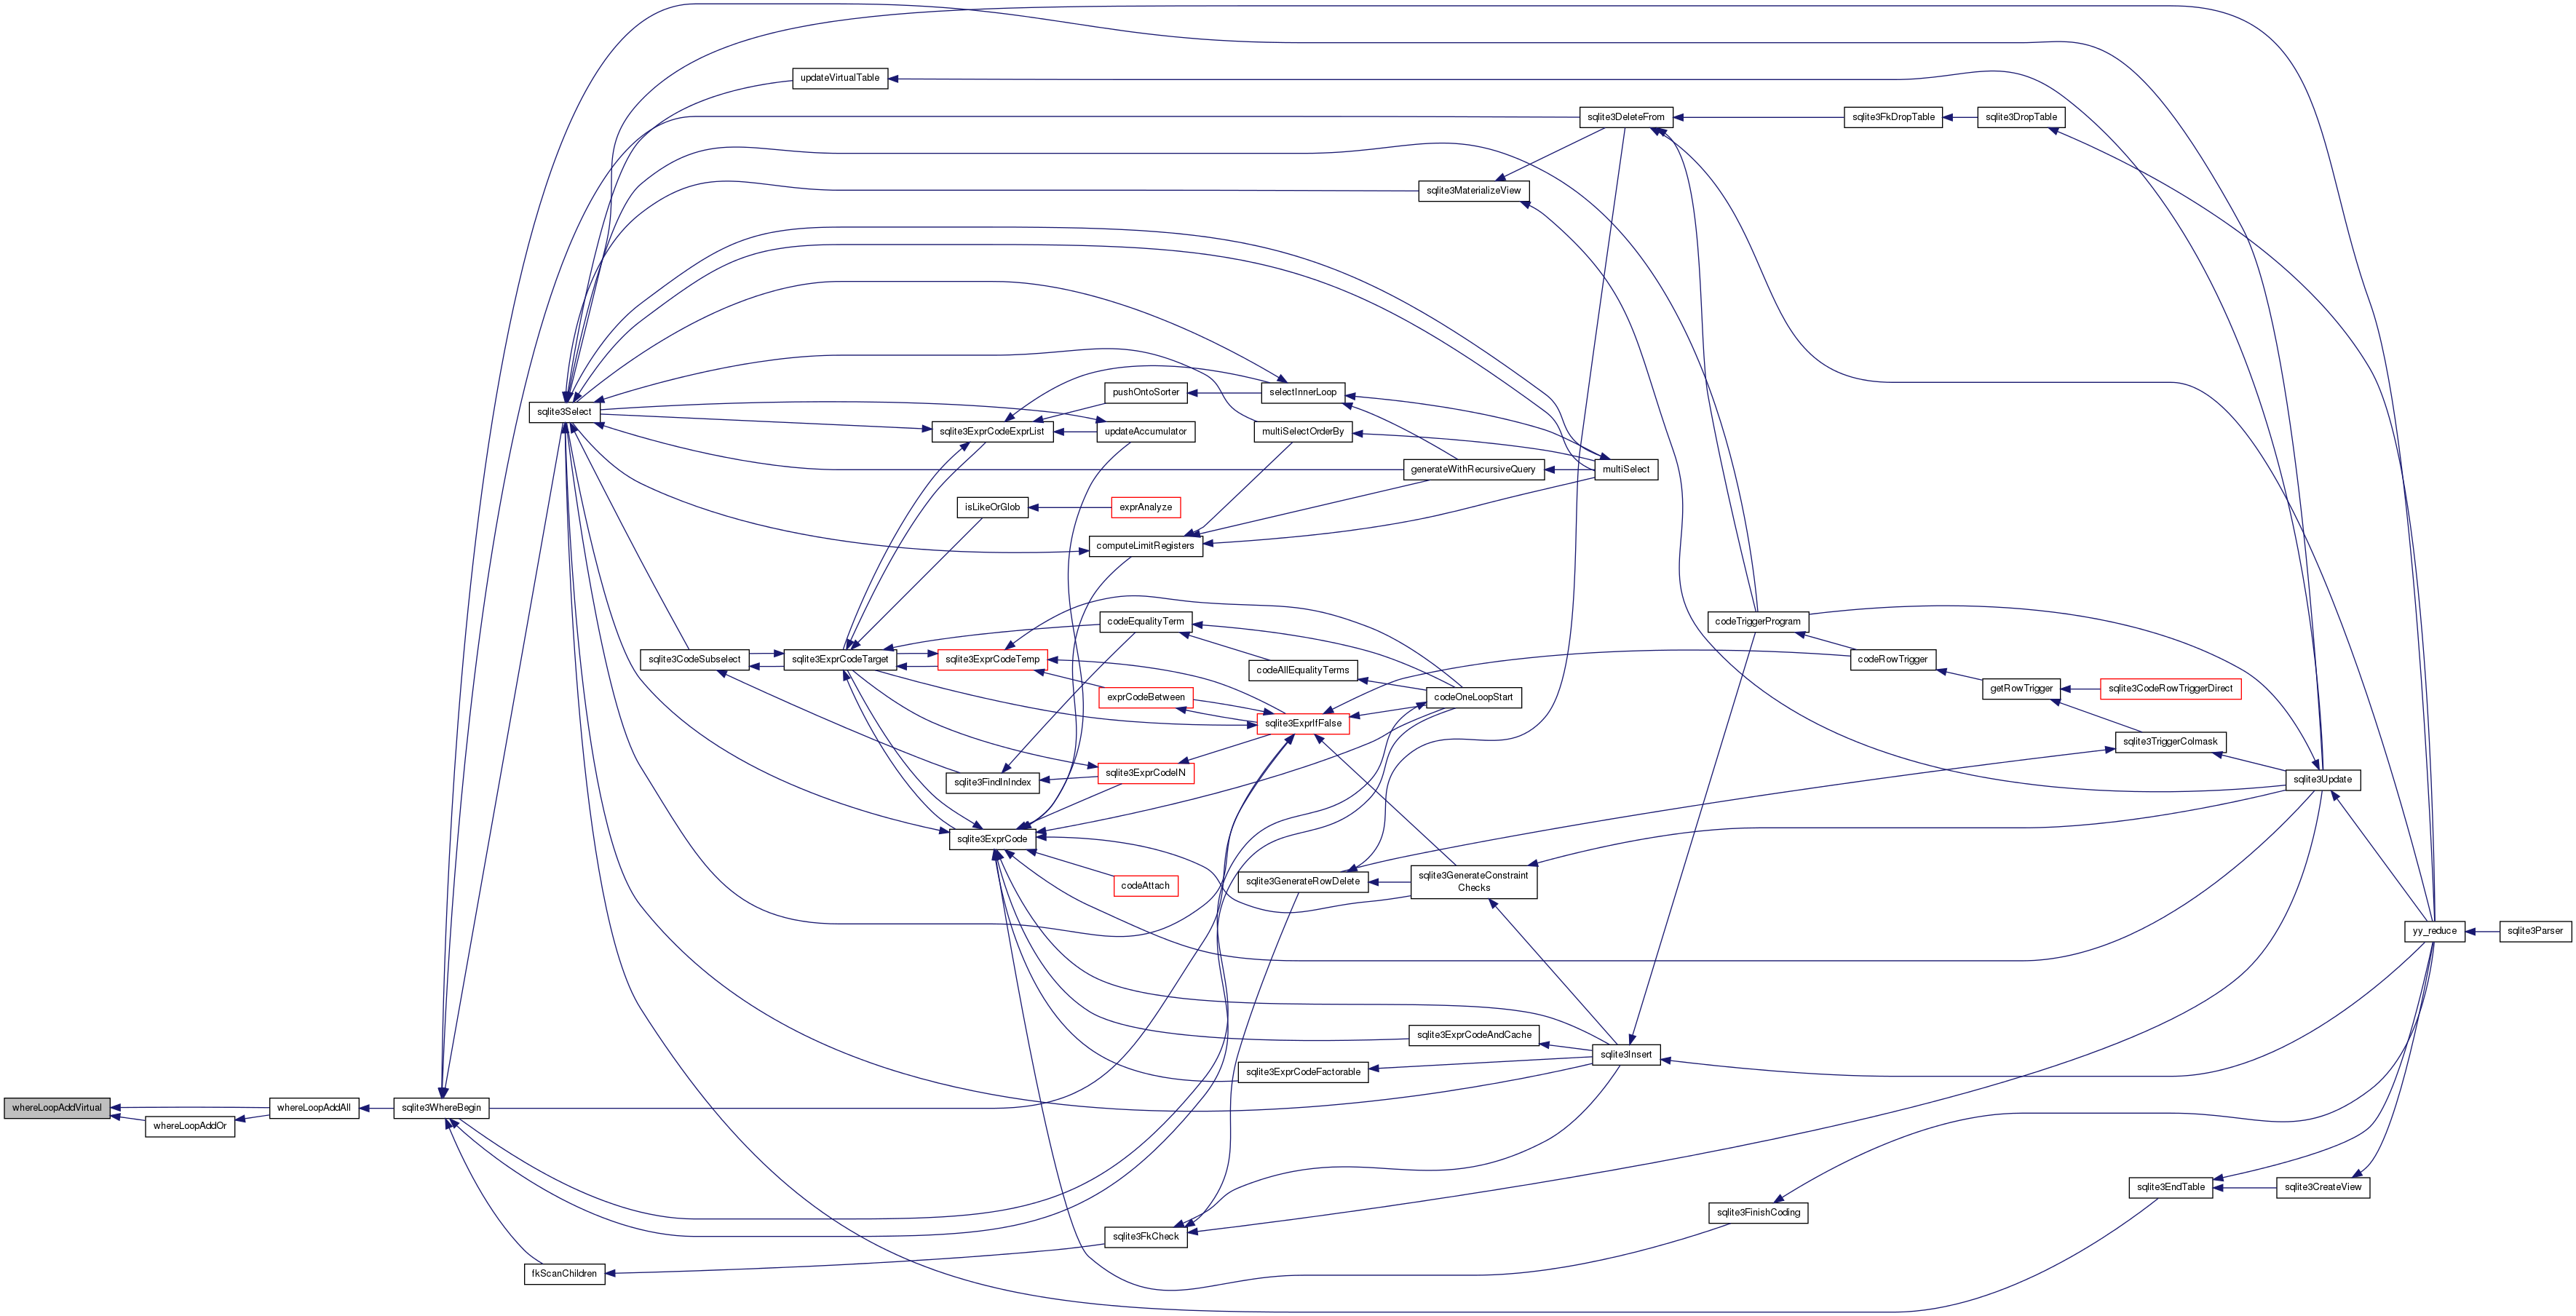 updateVirtualTable
sqlite3DeleteFrom
sqlite3FkDropTable
sqlite3DropTable
sqlite3MaterializeView
sqlite3Select
pushOntoSorter
selectInnerLoop
sqlite3ExprCodeExprList
updateAccumulator
multiSelectOrderBy
generateWithRecursiveQuery
multiSelect
isLikeOrGlob
exprAnalyze
computeLimitRegisters
codeEqualityTerm
codeTriggerProgram
sqlite3CodeSubselect
sqlite3ExprCodeTarget
sqlite3ExprCodeTemp
codeAllEqualityTerms
codeRowTrigger
exprCodeBetween
codeOneLoopStart
getRowTrigger
sqlite3CodeRowTriggerDirect
sqlite3ExprIfFalse
sqlite3TriggerColmask
sqlite3FindInIndex
sqlite3ExprCodeIN
sqlite3Update
sqlite3ExprCode
codeAttach
sqlite3GenerateRowDelete
sqlite3GenerateConstraint
Checks
yy_reduce
sqlite3Parser
sqlite3ExprCodeAndCache
sqlite3Insert
sqlite3ExprCodeFactorable
whereLoopAddVirtual
whereLoopAddAll
sqlite3WhereBegin
whereLoopAddOr
sqlite3EndTable
sqlite3CreateView
sqlite3FinishCoding
sqlite3FkCheck
fkScanChildren